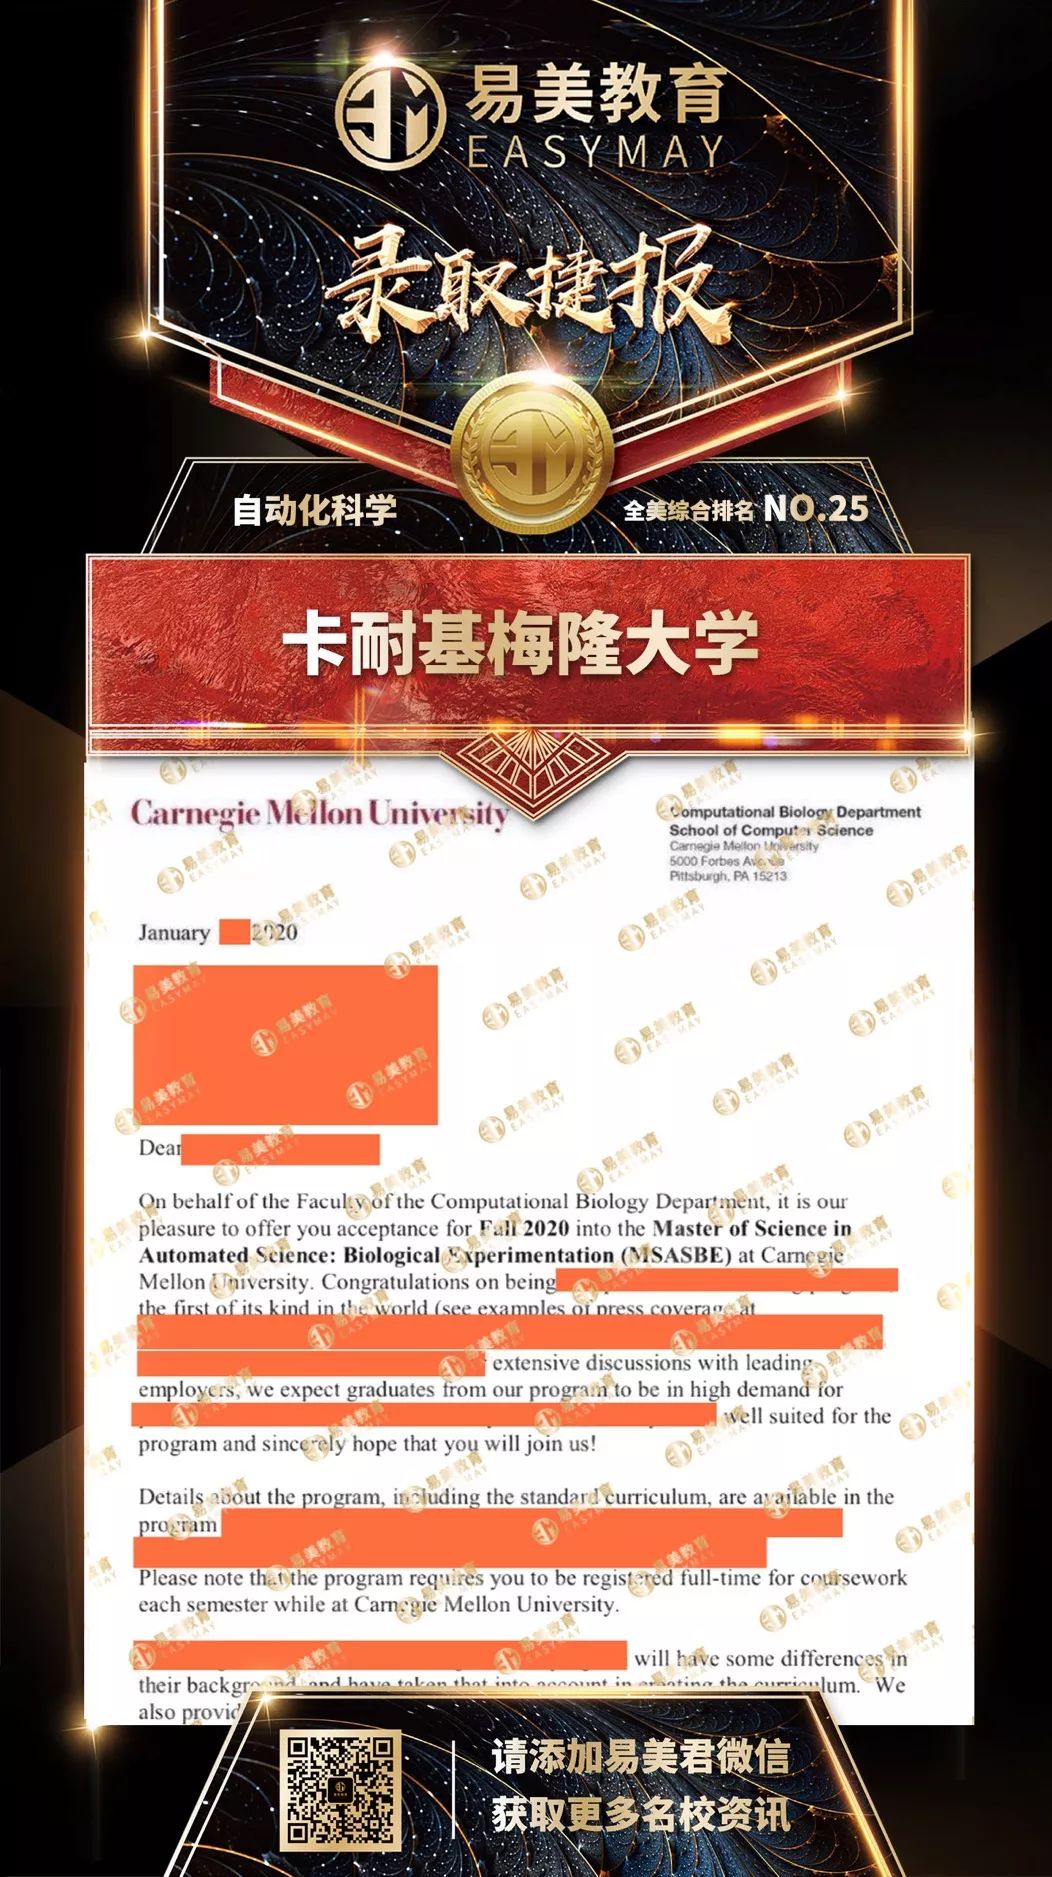 易美教育
EASYMAY
录取捷报
自动化科学
全美综合排名 NO.25
卡耐基梅隆大学
Carnegie Mellon University
Computational Biology Department
School of Computer Science
Carnegie Mellon University
5000 Forbes Avenue
Pittsburgh, PA 15213
January 2020
Dear
On behalf of the Faculty of the Computational Biology Department, it is our
pleasure to offer you acceptance for Fall 2020 into the Master of Science in
Automated Science: Biological Experimentation (MSASBE) at Carnegie
Mellon University. Congratulations on being
the first of its kind in the world (see examples of press coverage at
extensive discussions with leading
employers, we expect graduates from our program to be in high demand for
well suited for the
program and sincerely hope that you will join us!
Details about the program, including the standard curriculum, are available in the
program
Please note that the program requires you to be registered full-time for coursework
each semester while at Carnegie Mellon University.
will have some differences in
their background, and have taken that into account in creating the curriculum. We
also provid
请添加易美君微信
获取更多名校资讯